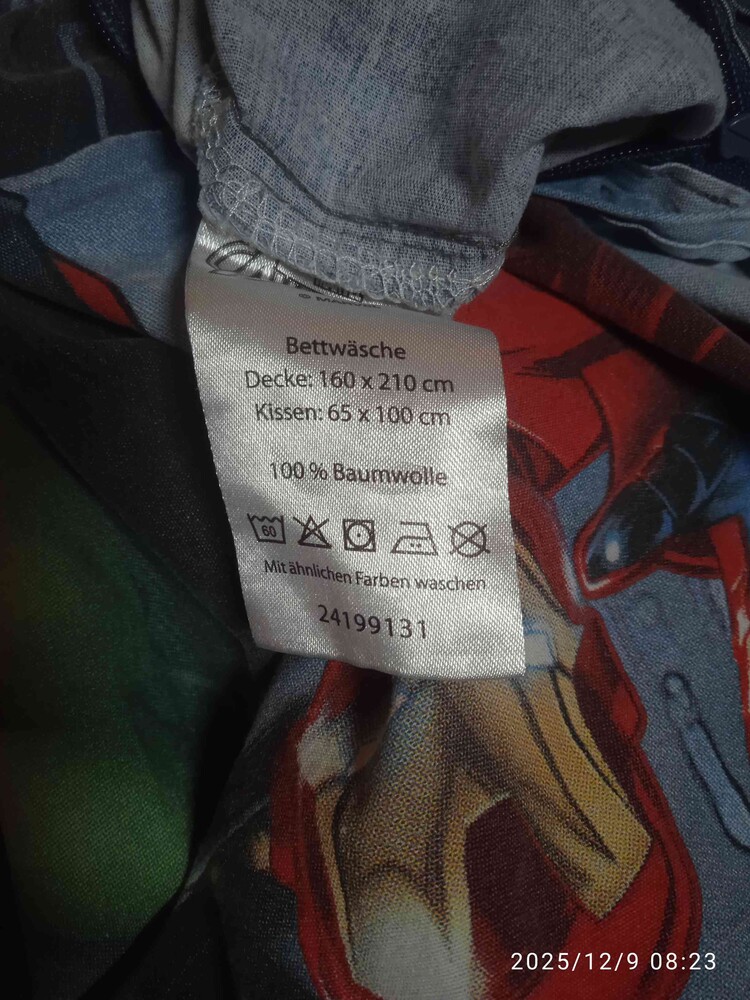 Bettwäsche
Decke: 160 x 210 cm
Kissen: 65 x 100 cm
100 % Baumwolle
60
Mit ähnlichen Farben waschen
24199131
2025/12/9 08:23